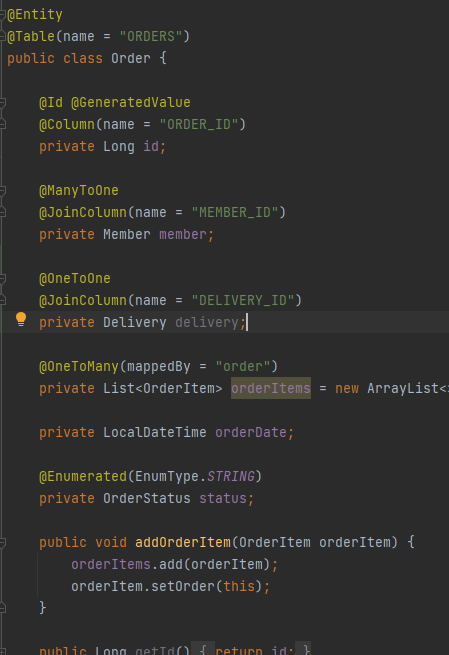 @Entity
@Table(name = "ORDERS")
public class Order {
@Id @GeneratedValue
@Column(name = "ORDER_ID")
private Long id;
@ManyToOne
@JoinColumn(name = "MEMBER_ID")
private Member member;
@OneToOne
@JoinColumn(name = "DELIVERY_ID")
private Delivery delivery;
@OneToMany(mappedBy = "order")
private List<OrderItem> orderItems = new ArrayList<
private LocalDateTime orderDate;
@Enumerated(EnumType.STRING)
private OrderStatus status;
public void addOrderItem(OrderItem orderItem) {
orderItems.add(orderItem);
orderItem.setOrder(this);
}
public Long getId() { return id; }